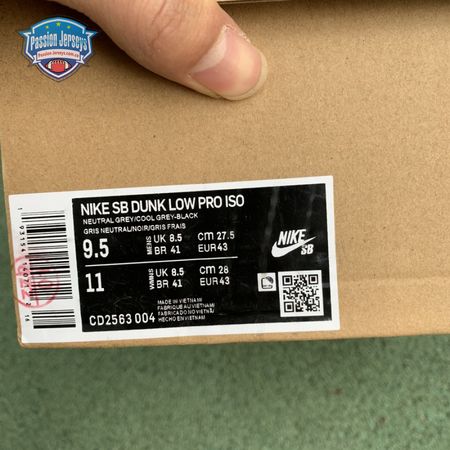 Passion Jerseys
NIKE SB DUNK LOW PRO ISO
NEUTRAL GREY/COOL GREY-BLACK
GRIS NEUTRAL/NOIR/GRIS FRAIS
9.5 MENS UK 8.5 CM 27.5
BR 41 EUR 43
11 WMNS UK 8.5 CM 28
BR 41 EUR 43
MADE IN VIETNAM
FABRIQUE AU VIETNAM
FABRICADO NO VIETNÃ
HECHO EN VIETNAM
CD2563 004
NIKE
SB